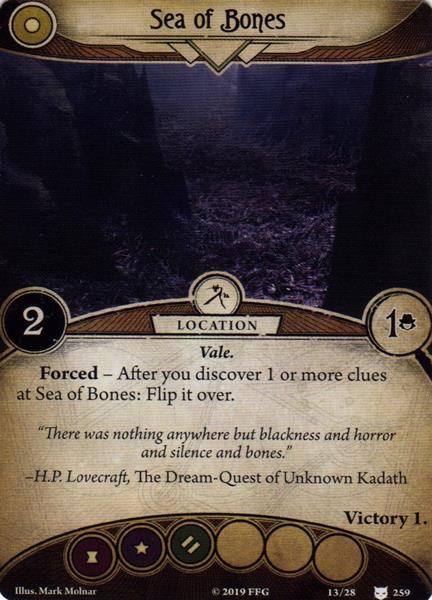 Sea of Bones
2
LOCATION
1
Vale.
Forced – After you discover 1 or more clues
at Sea of Bones: Flip it over.
“There was nothing anywhere but blackness and horror
and silence and bones.”
–H.P. Lovecraft, The Dream-Quest of Unknown Kadath
Victory 1.
Illus. Mark Molnar
© 2019 FFG
13/28
259